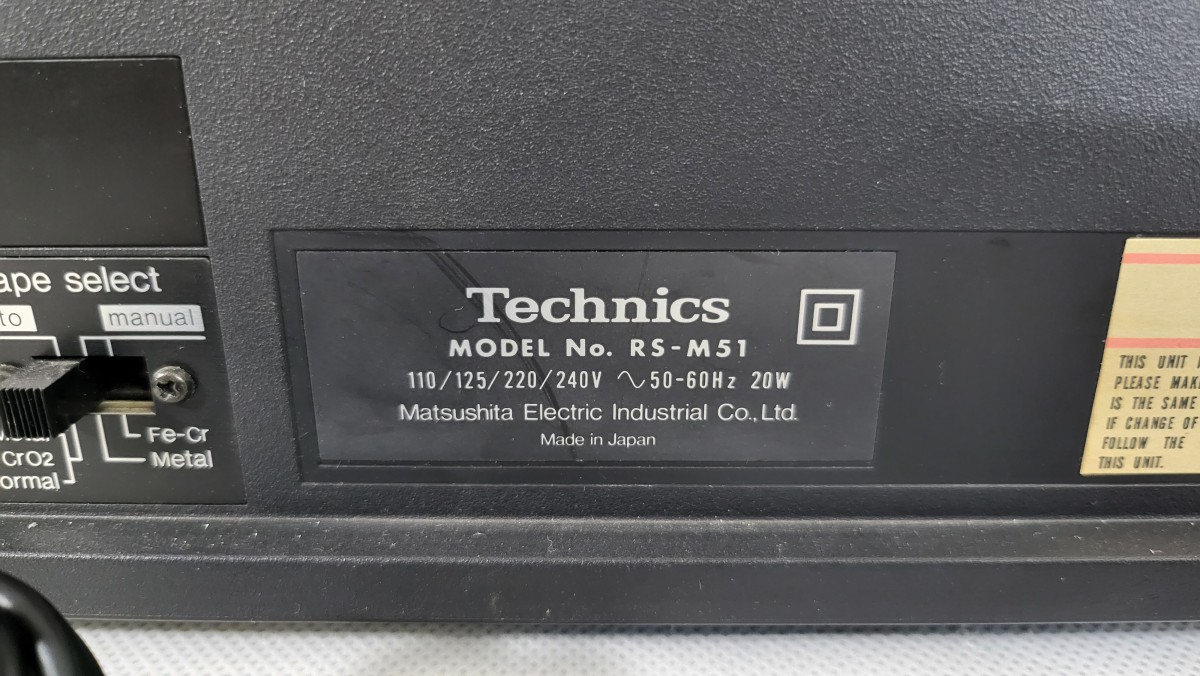 ape select
to manual
Fe-Cr
Metal
CrO2
ormal
Technics
MODEL No. RS-M51
110/125/220/240V ∿50-60Hz 20W
Matsushita Electric Industrial Co., Ltd.
Made in Japan
THIS UNIT
PLEASE MAK
IS THE SAME
IF CHANGE OF
FOLLOW THE
THIS UNIT.